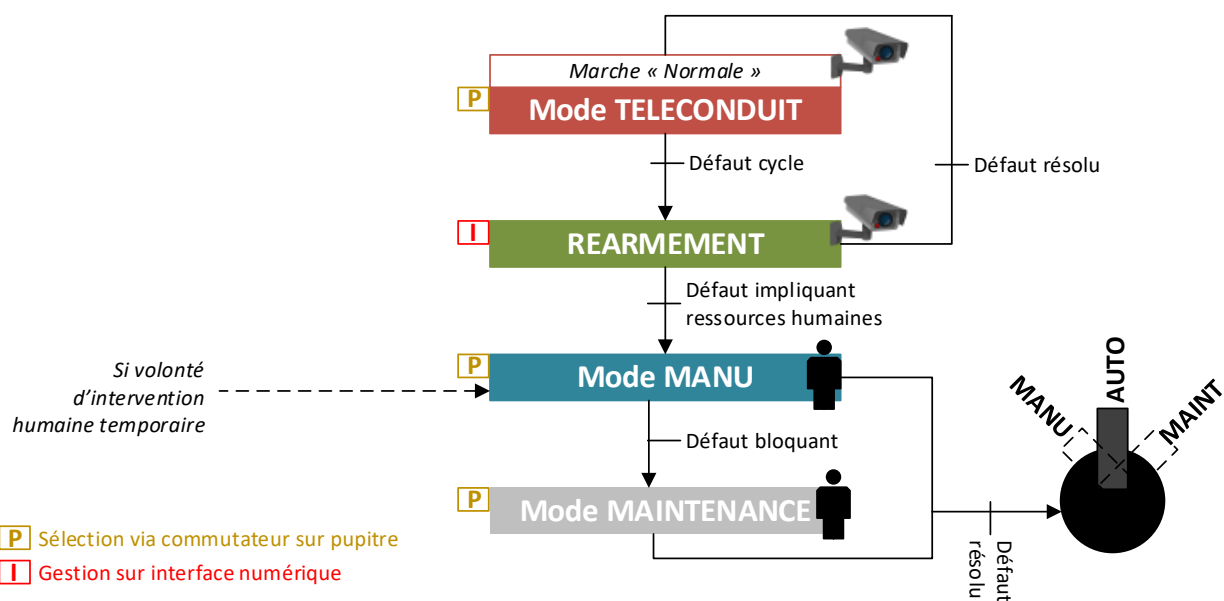 Marche « Normale »
P
Mode TELECONDUIT
Défaut cycle
Défaut résolu
I
REARMEMENT
Défaut impliquant
ressources humaines
Si volonté
d’intervention
humaine temporaire
P
Mode MANU
MANU
AUTO
MAINT
Défaut bloquant
P
Mode MAINTENANCE
P Sélection via commutateur sur pupitre
I Gestion sur interface numérique
Défaut
résolu